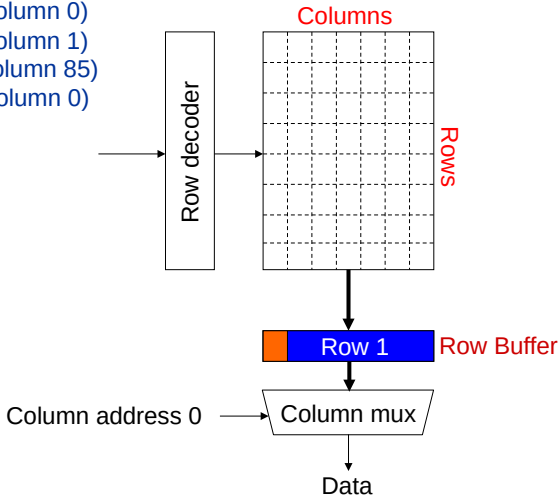 olumn 0)
Columns
olumn 1)
olumn 85)
olumn 0)
Row decoder
Rows
Row 1
Row Buffer
Column address 0
Column mux
Data